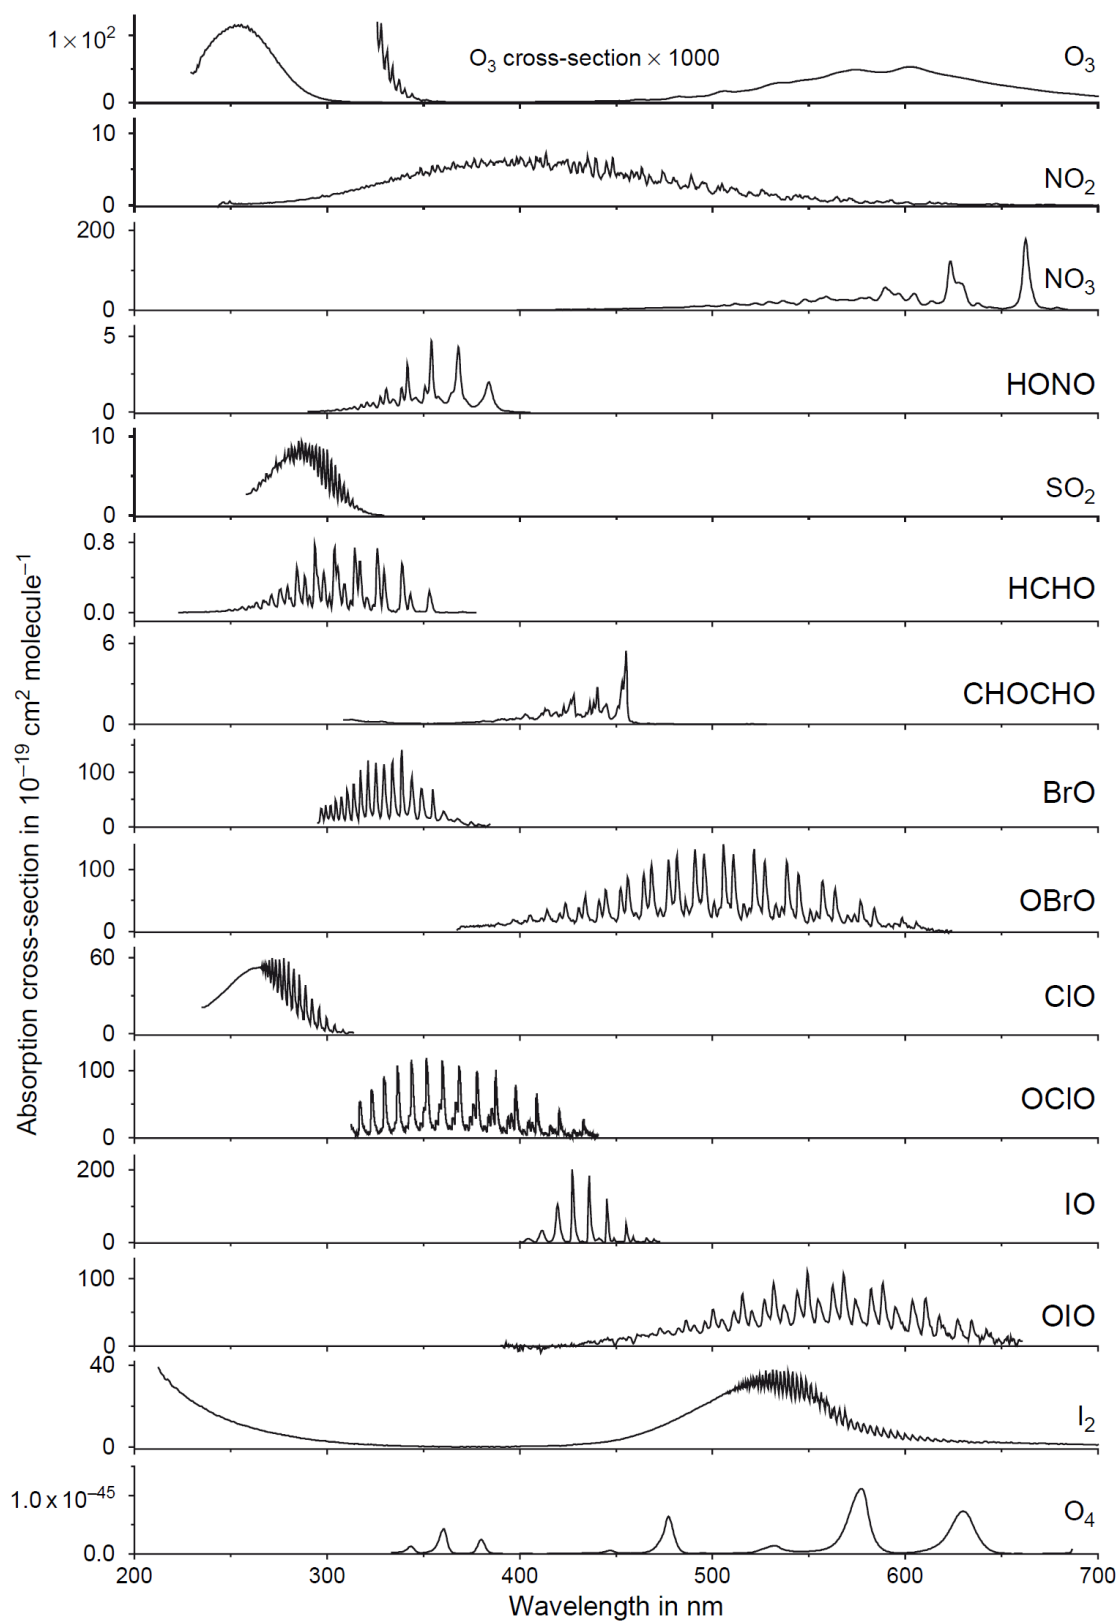 1 × 10²
O₃ cross-section × 1000
O₃
0
10
NO₂
0
200
NO₃
0
5
HONO
0
10
SO₂
0
0.8
HCHO
0.0
6
CHOCHO
0
100
BrO
0
100
OBrO
0
60
ClO
0
100
OClO
0
200
IO
0
100
OIO
0
40
I₂
0
1.0 x 10⁻⁴⁵
O₄
0.0
200 300 400 500 600 700
Wavelength in nm
Absorption cross-section in 10⁻¹⁹ cm² molecule⁻¹